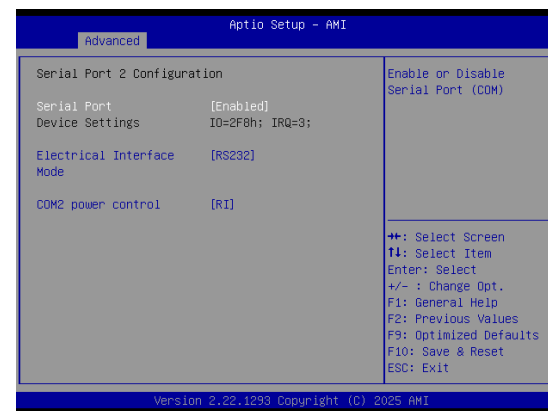 Aptio Setup - AMI
Advanced
Serial Port 2 Configuration
Serial Port [Enabled]
Device Settings IO=2F8h; IRQ=3;
Electrical Interface [RS232]
Mode
COM2 power control [RI]
Enable or Disable
Serial Port (COM)
→←: Select Screen
↑↓: Select Item
Enter: Select
+/- : Change Opt.
F1: General Help
F2: Previous Values
F9: Optimized Defaults
F10: Save & Reset
ESC: Exit
Version 2.22.1293 Copyright (C) 2025 AMI